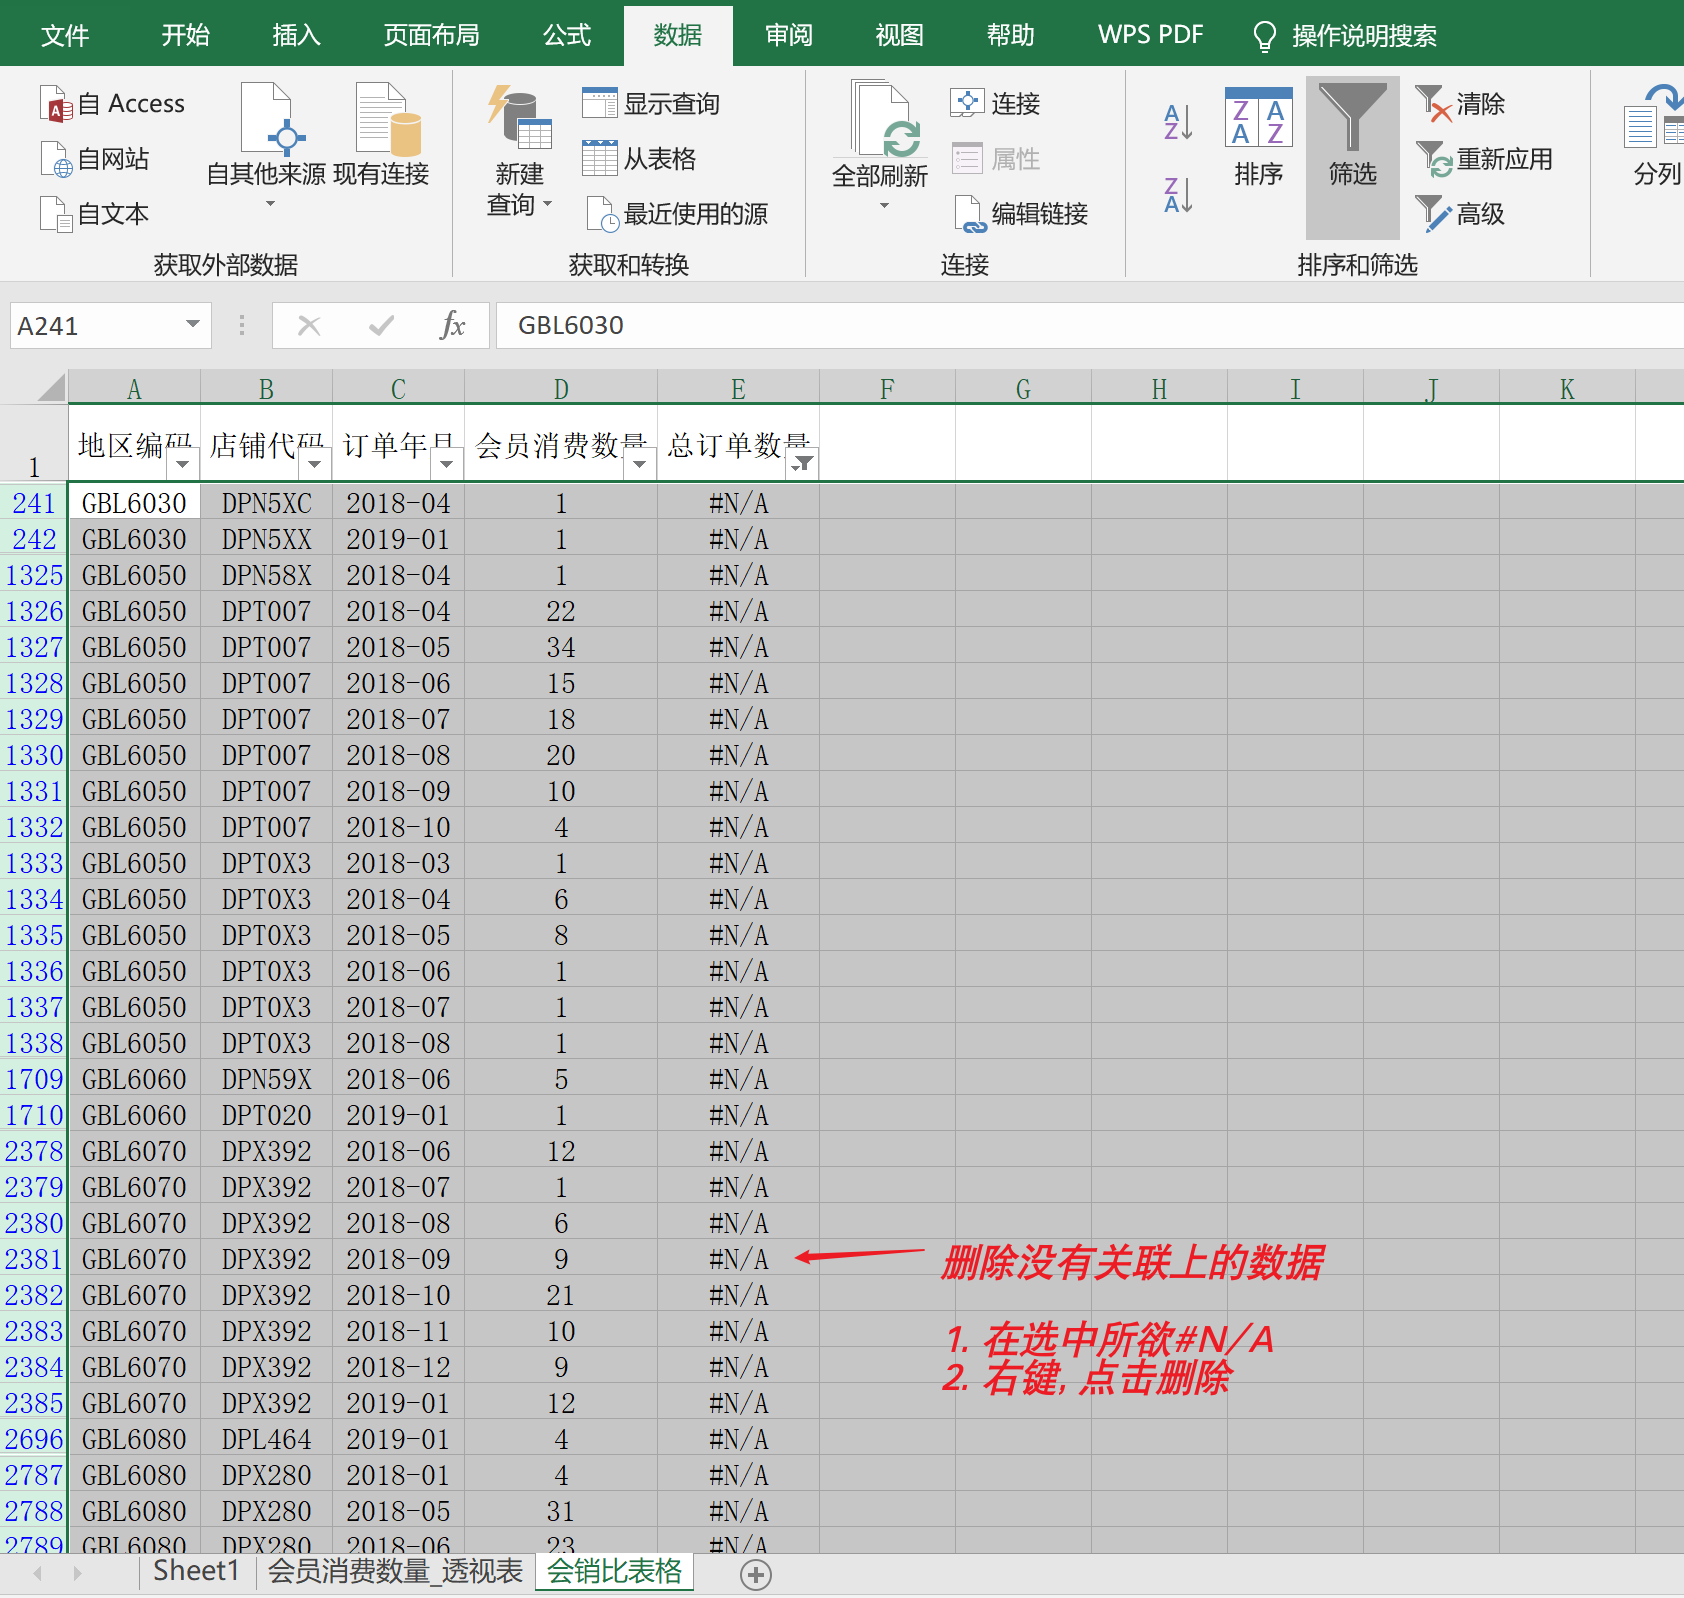 文件 开始 插入 页面布局 公式 数据 审阅 视图 帮助 WPS PDF 操作说明搜索
自 Access 显示查询 连接 清除
自网站 从表格 属性 重新应用
自其他来源 现有连接 新建 全部刷新 排序 筛选 分列
自文本 查询 最近使用的源 编辑链接 高级
获取外部数据 获取和转换 连接 排序和筛选
A241 fx GBL6030
A B C D E F G H I J K
1 地区编码 店铺代码 订单年月 会员消费数量 总订单数量
241 GBL6030 DPN5XC 2018-04 1 #N/A
242 GBL6030 DPN5XX 2019-01 1 #N/A
1325 GBL6050 DPN58X 2018-04 1 #N/A
1326 GBL6050 DPT007 2018-04 22 #N/A
1327 GBL6050 DPT007 2018-05 34 #N/A
1328 GBL6050 DPT007 2018-06 15 #N/A
1329 GBL6050 DPT007 2018-07 18 #N/A
1330 GBL6050 DPT007 2018-08 20 #N/A
1331 GBL6050 DPT007 2018-09 10 #N/A
1332 GBL6050 DPT007 2018-10 4 #N/A
1333 GBL6050 DPT0X3 2018-03 1 #N/A
1334 GBL6050 DPT0X3 2018-04 6 #N/A
1335 GBL6050 DPT0X3 2018-05 8 #N/A
1336 GBL6050 DPT0X3 2018-06 1 #N/A
1337 GBL6050 DPT0X3 2018-07 1 #N/A
1338 GBL6050 DPT0X3 2018-08 1 #N/A
1709 GBL6060 DPN59X 2018-06 5 #N/A
1710 GBL6060 DPT020 2019-01 1 #N/A
2378 GBL6070 DPX392 2018-06 12 #N/A
2379 GBL6070 DPX392 2018-07 1 #N/A
2380 GBL6070 DPX392 2018-08 6 #N/A
2381 GBL6070 DPX392 2018-09 9 #N/A 删除没有关联上的数据
2382 GBL6070 DPX392 2018-10 21 #N/A
2383 GBL6070 DPX392 2018-11 10 #N/A 1. 在选中所欲#N/A
2384 GBL6070 DPX392 2018-12 9 #N/A 2. 右键, 点击删除
2385 GBL6070 DPX392 2019-01 12 #N/A
2696 GBL6080 DPL464 2019-01 4 #N/A
2787 GBL6080 DPX280 2018-01 4 #N/A
2788 GBL6080 DPX280 2018-05 31 #N/A
2789 GBL6080 DPX280 2018-06 23 #N/A
Sheet1 会员消费数量_透视表 会销比表格